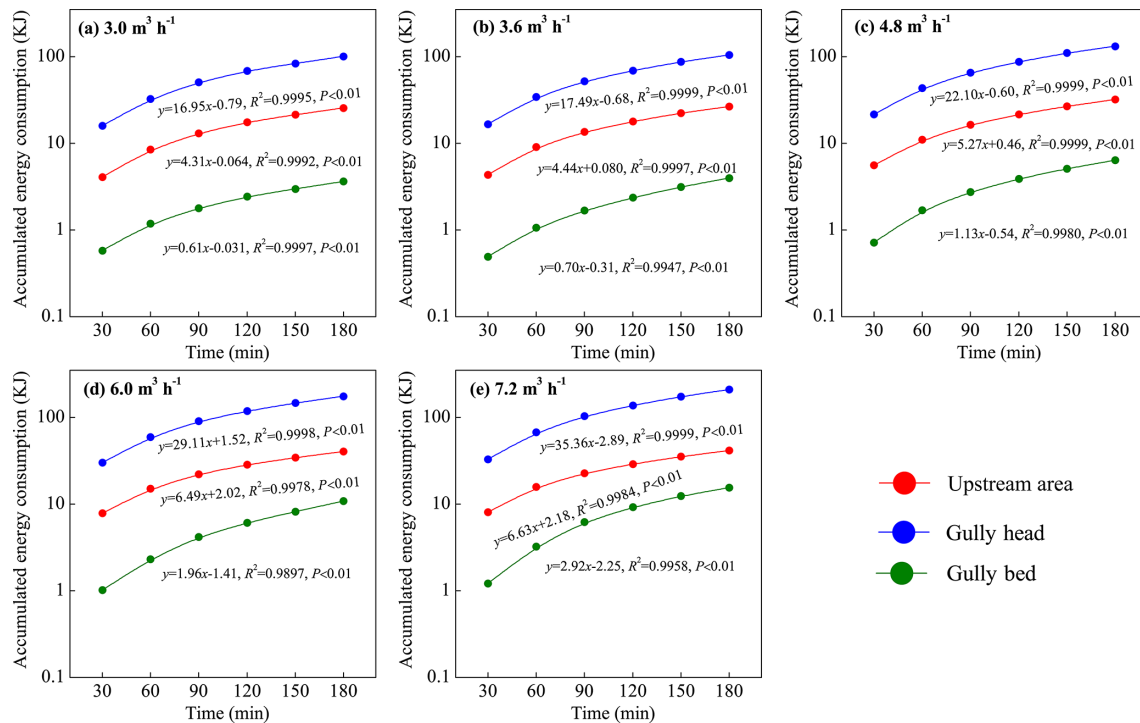 (a) 3.0 m³ h⁻¹
Accumulated energy consumption (KJ)
100
10
1
0.1
y=16.95x-0.79, R²=0.9995, P<0.01
y=4.31x-0.064, R²=0.9992, P<0.01
y=0.61x-0.031, R²=0.9997, P<0.01
30 60 90 120 150 180
Time (min)
(b) 3.6 m³ h⁻¹
Accumulated energy consumption (KJ)
100
10
1
0.1
y=17.49x-0.68, R²=0.9999, P<0.01
y=4.44x+0.080, R²=0.9997, P<0.01
y=0.70x-0.31, R²=0.9947, P<0.01
30 60 90 120 150 180
Time (min)
(c) 4.8 m³ h⁻¹
Accumulated energy consumption (KJ)
100
10
1
0.1
y=22.10x-0.60, R²=0.9999, P<0.01
y=5.27x+0.46, R²=0.9999, P<0.01
y=1.13x-0.54, R²=0.9980, P<0.01
30 60 90 120 150 180
Time (min)
(d) 6.0 m³ h⁻¹
Accumulated energy consumption (KJ)
100
10
1
0.1
y=29.11x+1.52, R²=0.9998, P<0.01
y=6.49x+2.02, R²=0.9978, P<0.01
y=1.96x-1.41, R²=0.9897, P<0.01
30 60 90 120 150 180
Time (min)
(e) 7.2 m³ h⁻¹
Accumulated energy consumption (KJ)
100
10
1
0.1
y=35.36x-2.89, R²=0.9999, P<0.01
y=6.63x+2.18, R²=0.9984, P<0.01
y=2.92x-2.25, R²=0.9958, P<0.01
30 60 90 120 150 180
Time (min)
Upstream area
Gully head
Gully bed